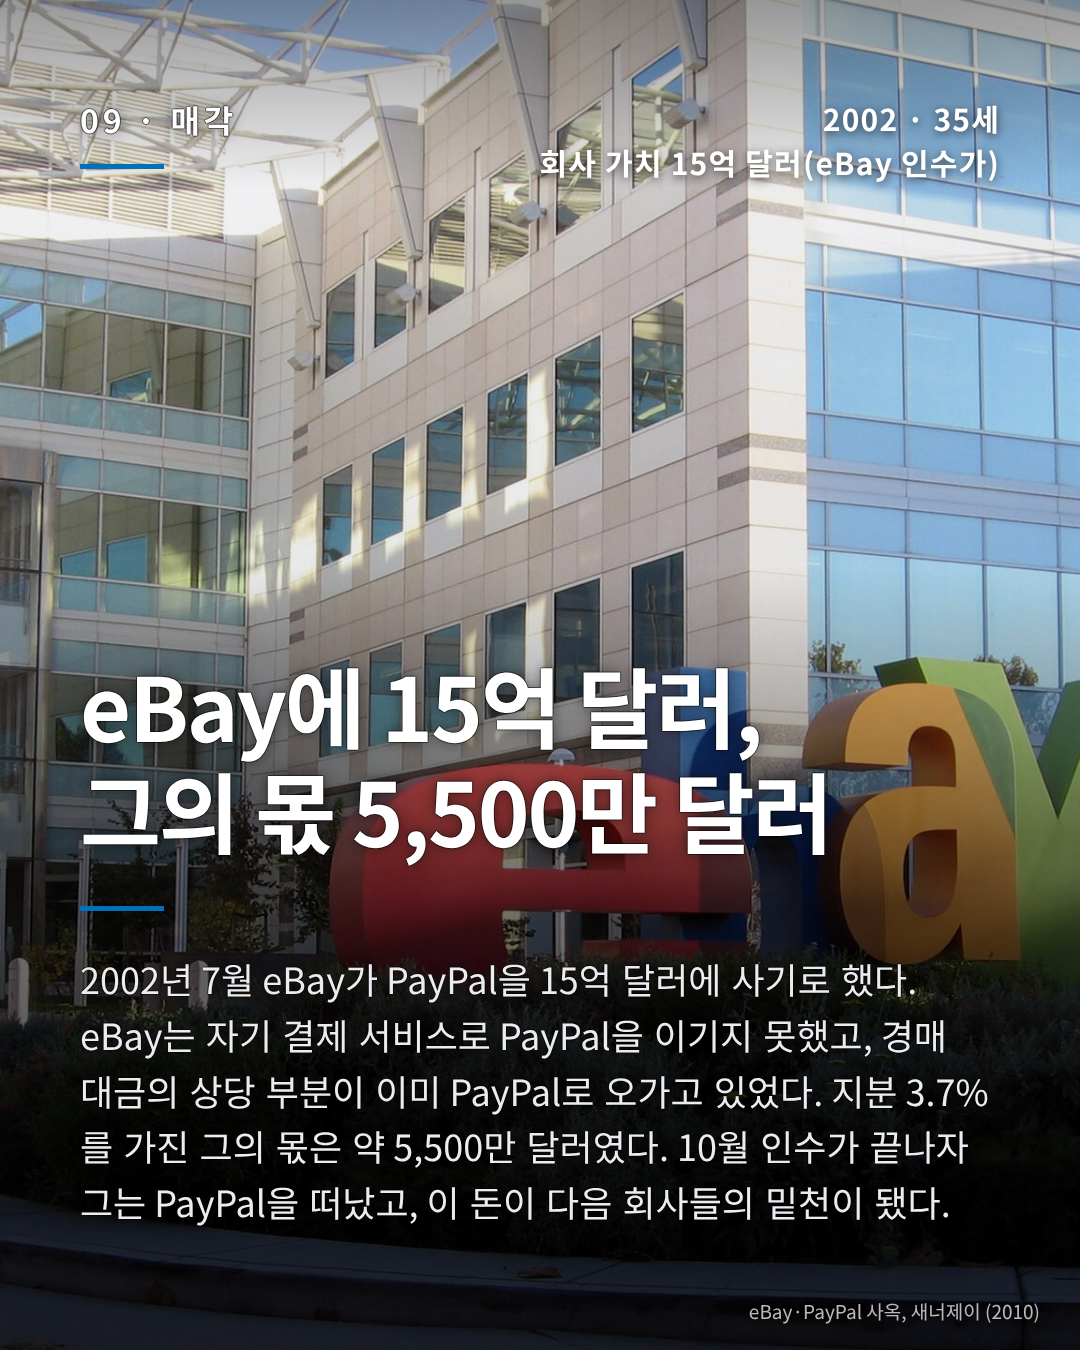 09 · 매각
2002 · 35세
회사 가치 15억 달러(eBay 인수가)
eBay에 15억 달러,
그의 몫 5,500만 달러
2002년 7월 eBay가 PayPal을 15억 달러에 사기로 했다.
eBay는 자기 결제 서비스로 PayPal을 이기지 못했고, 경매
대금의 상당 부분이 이미 PayPal로 오가고 있었다. 지분 3.7%
를 가진 그의 몫은 약 5,500만 달러였다. 10월 인수가 끝나자
그는 PayPal을 떠났고, 이 돈이 다음 회사들의 밑천이 됐다.
eBay · PayPal 사옥, 새너제이 (2010)